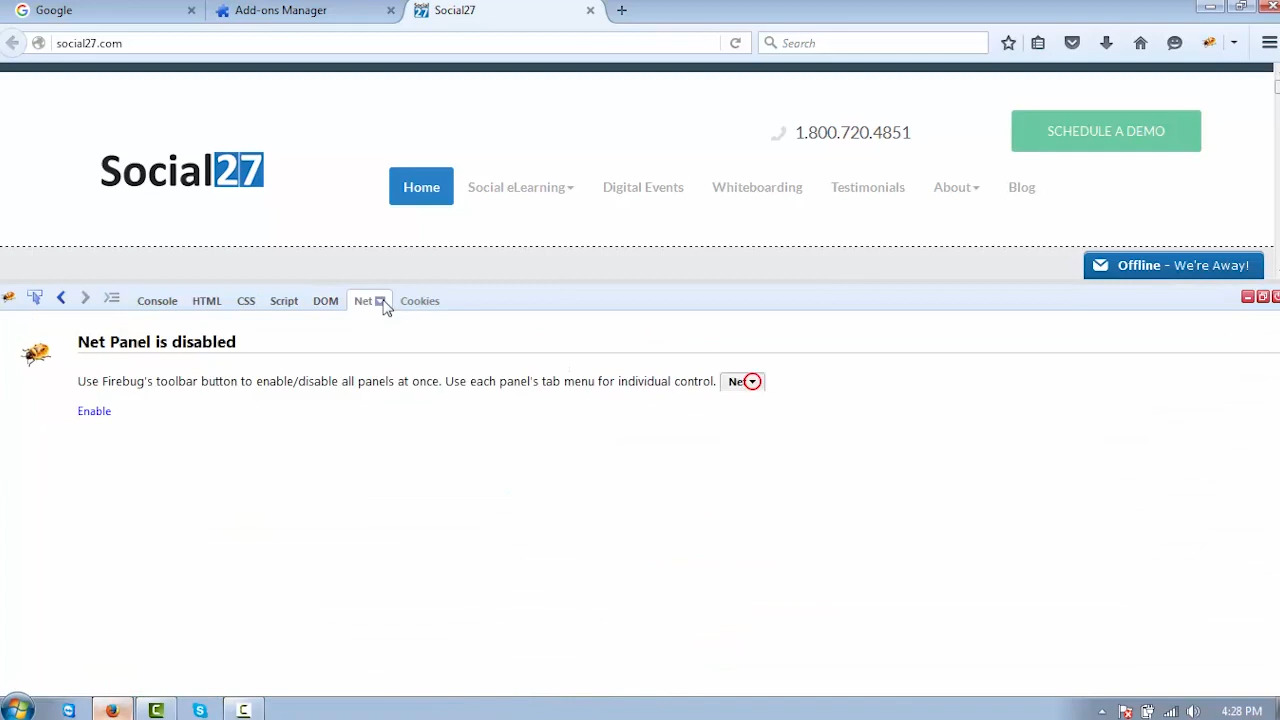 Google
Add-ons Manager
Social27
social27.com
Search
1.800.720.4851
SCHEDULE A DEMO
Social27
Home
Social eLearning
Digital Events
Whiteboarding
Testimonials
About
Blog
Offline - We're Away!
Console
HTML
CSS
Script
DOM
Net
Cookies
Net Panel is disabled
Use Firebug's toolbar button to enable/disable all panels at once. Use each panel's tab menu for individual control.
Enable
4:28 PM